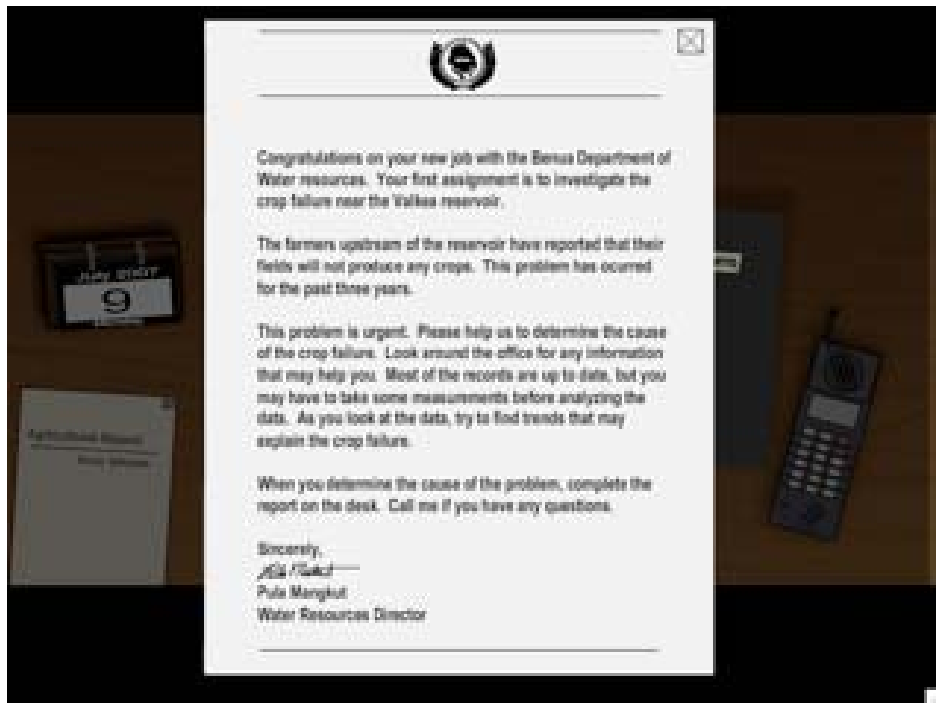 Congratulations on your new job with the Benua Department of
Water resources. Your first assignment is to investigate the
crop failure near the Valkea reservoir.
The farmers upstream of the reservoir have reported that their
fields will not produce any crops. This problem has ocurred
for the past three years.
This problem is urgent. Please help us to determine the cause
of the crop failure. Look around the office for any information
that may help you. Most of the records are up to date, but you
may have to take some measurements before analyzing the
data. As you look at the data, try to find trends that may
explain the crop failure.
When you determine the cause of the problem, complete the
report on the desk. Call me if you have any questions.
Sincerely,
Pula Mangkut
Water Resources Director
July 2007
9
Agricultural